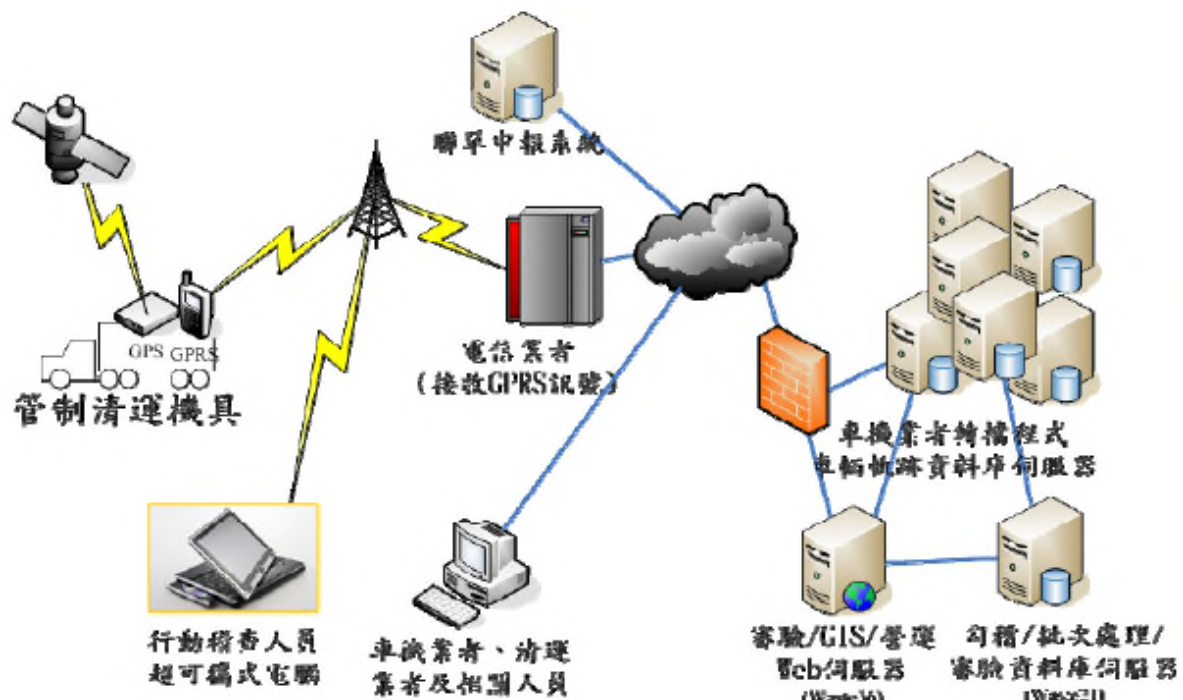 聯單申報系統
GPS GPRS
管制清運機具
電信業者
(接收GPRS訊號)
車機業者轉檔程式
車輛軌跡資料庫伺服器
行動稽查人員
超可攜式電腦
車機業者、清運
業者及相關人員
審驗/GIS/營運
Web伺服器
勾稽/批次處理/
審驗資料庫伺服器